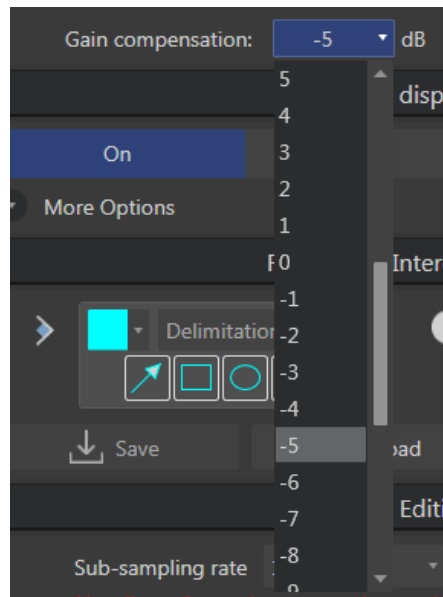 Gain compensation: -5 dB
5
disp
4
On
3
2
More Options
1
0
Inter
-1
Delimitation
-2
-3
-4
Save
-5
oad
-6
-7
Editi
-8
Sub-sampling rate